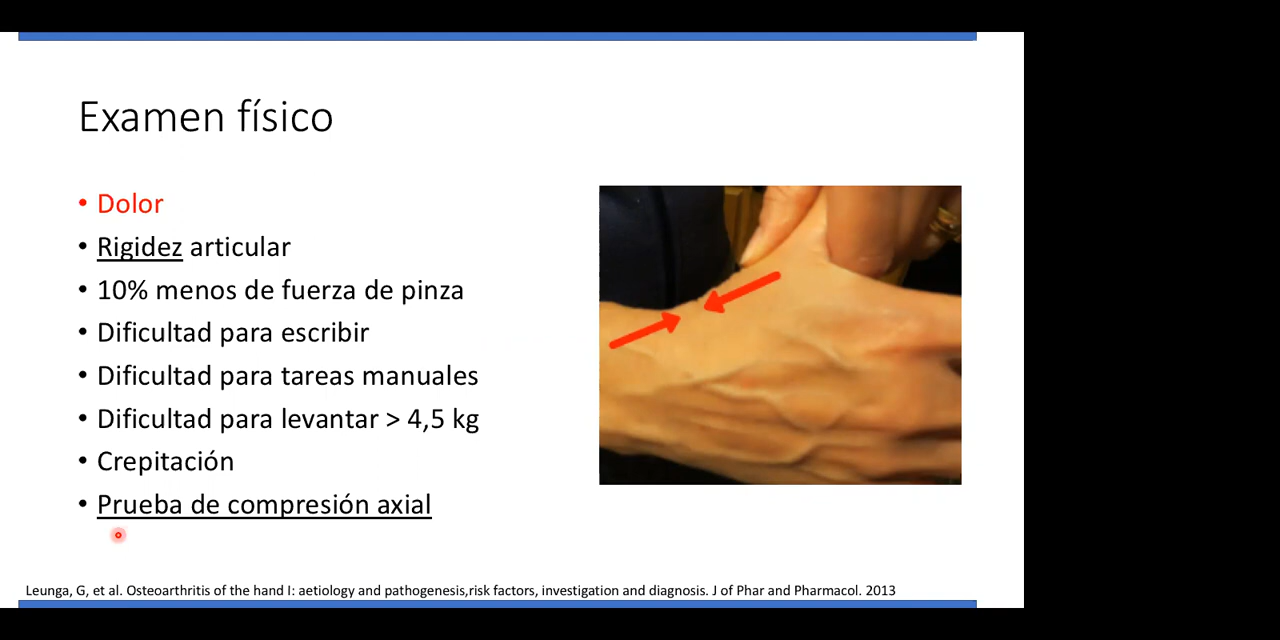 Examen físico
• Dolor
• Rigidez articular
• 10% menos de fuerza de pinza
• Dificultad para escribir
• Dificultad para tareas manuales
• Dificultad para levantar > 4,5 kg
• Crepitación
• Prueba de compresión axial
Leunga, G, et al. Osteoarthritis of the hand I: aetiology and pathogenesis,risk factors, investigation and diagnosis. J of Phar and Pharmacol. 2013